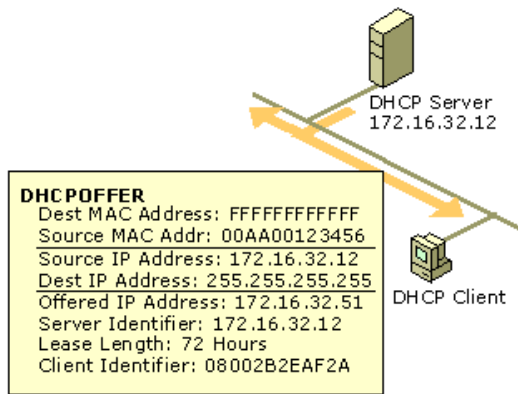 DHCP Server
172.16.32.12
DHCPOFFER
Dest MAC Address: FFFFFFFFFFFF
Source MAC Addr: 00AA00123456
Source IP Address: 172.16.32.12
Dest IP Address: 255.255.255.255
Offered IP Address: 172.16.32.51
Server Identifier: 172.16.32.12
Lease Length: 72 Hours
Client Identifier: 08002B2EAF2A
DHCP Client